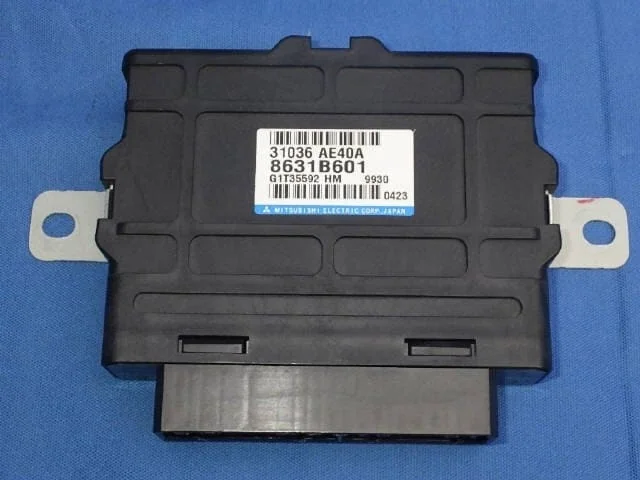 31036 AE40A
8631B601
G1T35592 HM 9930
0423
MITSUBISHI ELECTRIC CORP. JAPAN